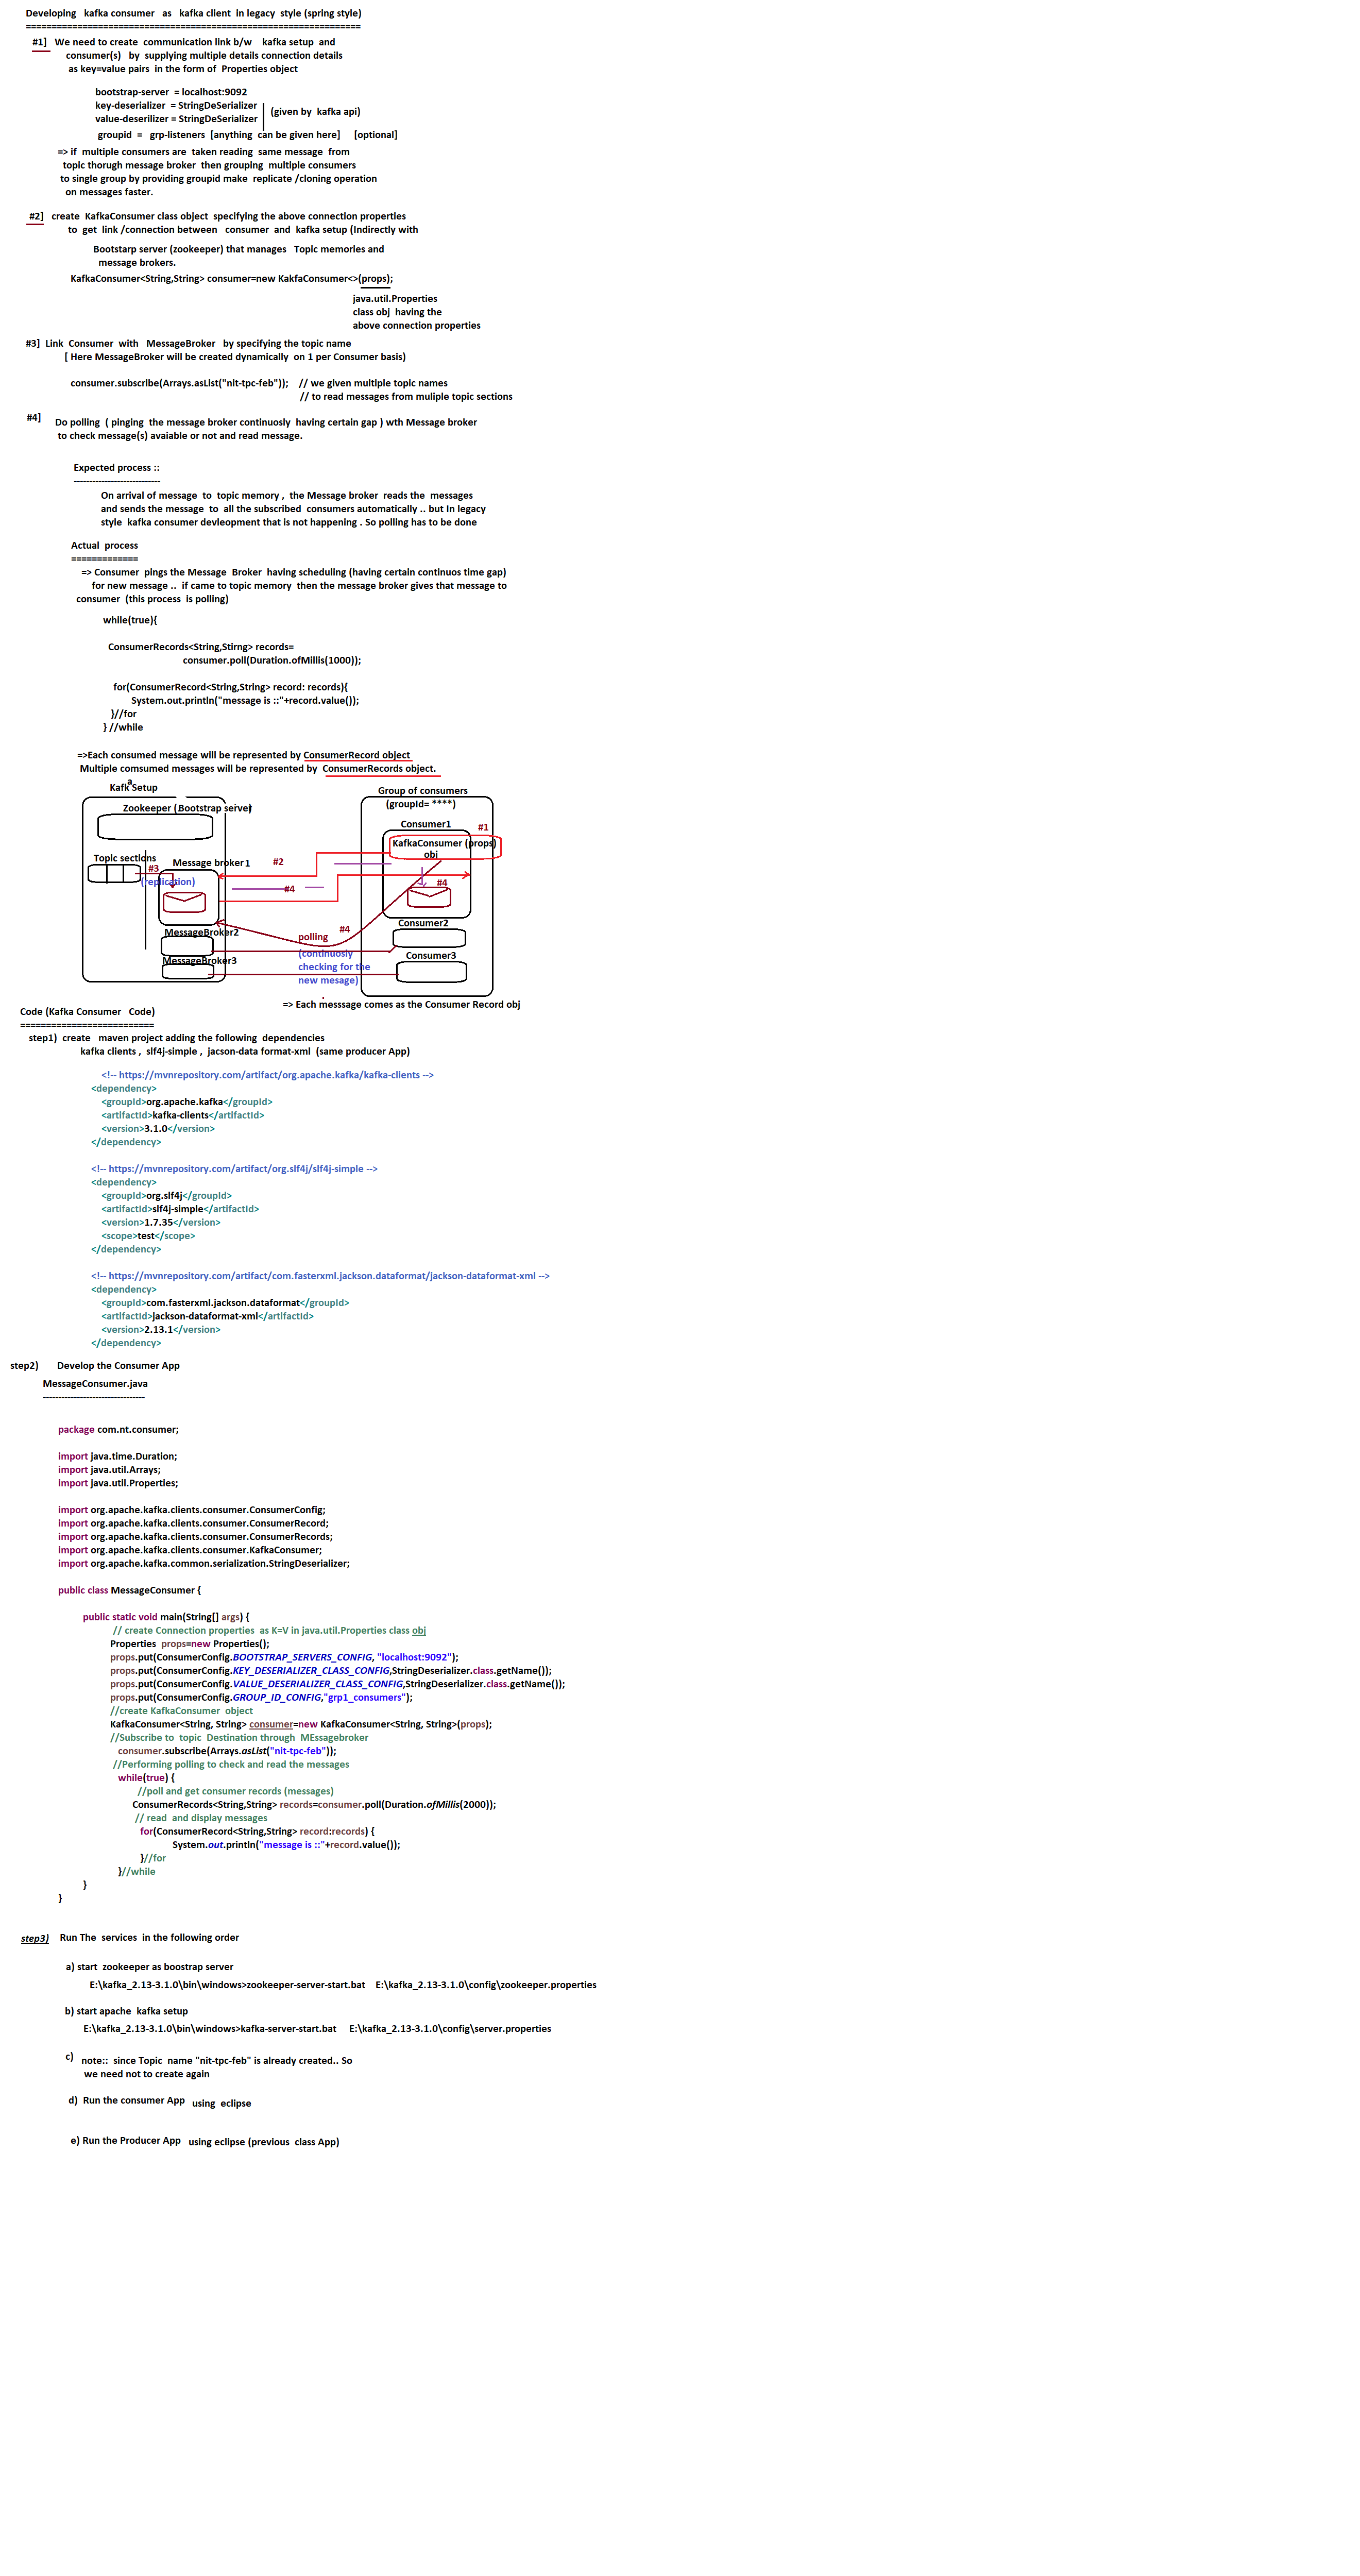 Developing kafka consumer as kafka client in legacy style (spring style)
=================================================================
#1] We need to create communication link b/w kafka setup and
consumer(s) by supplying multiple details connection details
as key=value pairs in the form of Properties object
bootstrap-server = localhost:9092
key-deserializer = StringDeSerializer
(given by kafka api)
value-deserilizer = StringDeSerializer
groupid = grp-listeners [anything can be given here] [optional]
=> if multiple consumers are taken reading same message from
topic thorugh message broker then grouping multiple consumers
to single group by providing groupid make replicate /cloning operation
on messages faster.
#2] create KafkaConsumer class object specifying the above connection properties
to get link /connection between consumer and kafka setup (Indirectly with
Bootstarp server (zookeeper) that manages Topic memories and
message brokers.
KafkaConsumer<String,String> consumer=new KakfaConsumer<>(props);
java.util.Properties
class obj having the
above connection properties
#3] Link Consumer with MessageBroker by specifying the topic name
[ Here MessageBroker will be created dynamically on 1 per Consumer basis)
consumer.subscribe(Arrays.asList("nit-tpc-feb")); // we given multiple topic names
// to read messages from muliple topic sections
#4] Do polling ( pinging the message broker continuosly having certain gap ) wth Message broker
to check message(s) avaiable or not and read message.
Expected process ::
----------------------------
On arrival of message to topic memory , the Message broker reads the messages
and sends the message to all the subscribed consumers automatically .. but In legacy
style kafka consumer devleopment that is not happening . So polling has to be done
Actual process
=============
=> Consumer pings the Message Broker having scheduling (having certain continuos time gap)
for new message .. if came to topic memory then the message broker gives that message to
consumer (this process is polling)
while(true){
ConsumerRecords<String,Stirng> records=
consumer.poll(Duration.ofMillis(1000));
for(ConsumerRecord<String,String> record: records){
System.out.println("message is ::"+record.value());
}//for
} //while
=>Each consumed message will be represented by ConsumerRecord object
Multiple comsumed messages will be represented by ConsumerRecords object.
a
Kafk Setup
Group of consumers
(groupId= ****)
Zookeeper (Bootstrap server)
Consumer1
#1
KafkaConsumer (props)
obj
Topic sections
Message broker1
#2
#3
(replication)
#4
#4
MessageBroker2
polling
#4
Consumer2
(continuosly
checking for the
new mesage)
MessageBroker3
Consumer3
=> Each messsage comes as the Consumer Record obj
Code (Kafka Consumer Code)
==========================
step1) create maven project adding the following dependencies
kafka clients , slf4j-simple , jacson-data format-xml (same producer App)
<!-- https://mvnrepository.com/artifact/org.apache.kafka/kafka-clients -->
<dependency>
<groupId>org.apache.kafka</groupId>
<artifactId>kafka-clients</artifactId>
<version>3.1.0</version>
</dependency>
<!-- https://mvnrepository.com/artifact/org.slf4j/slf4j-simple -->
<dependency>
<groupId>org.slf4j</groupId>
<artifactId>slf4j-simple</artifactId>
<version>1.7.35</version>
<scope>test</scope>
</dependency>
<!-- https://mvnrepository.com/artifact/com.fasterxml.jackson.dataformat/jackson-dataformat-xml -->
<dependency>
<groupId>com.fasterxml.jackson.dataformat</groupId>
<artifactId>jackson-dataformat-xml</artifactId>
<version>2.13.1</version>
</dependency>
step2) Develop the Consumer App
MessageConsumer.java
---------------------------------
package com.nt.consumer;
import java.time.Duration;
import java.util.Arrays;
import java.util.Properties;
import org.apache.kafka.clients.consumer.ConsumerConfig;
import org.apache.kafka.clients.consumer.ConsumerRecord;
import org.apache.kafka.clients.consumer.ConsumerRecords;
import org.apache.kafka.clients.consumer.KafkaConsumer;
import org.apache.kafka.common.serialization.StringDeserializer;
public class MessageConsumer {
public static void main(String[] args) {
// create Connection properties as K=V in java.util.Properties class obj
Properties props=new Properties();
props.put(ConsumerConfig.BOOTSTRAP_SERVERS_CONFIG, "localhost:9092");
props.put(ConsumerConfig.KEY_DESERIALIZER_CLASS_CONFIG,StringDeserializer.class.getName());
props.put(ConsumerConfig.VALUE_DESERIALIZER_CLASS_CONFIG,StringDeserializer.class.getName());
props.put(ConsumerConfig.GROUP_ID_CONFIG,"grp1_consumers");
//create KafkaConsumer object
KafkaConsumer<String, String> consumer=new KafkaConsumer<String, String>(props);
//Subscribe to topic Destination through MEssagebroker
consumer.subscribe(Arrays.asList("nit-tpc-feb"));
//Performing polling to check and read the messages
while(true) {
//poll and get consumer records (messages)
ConsumerRecords<String,String> records=consumer.poll(Duration.ofMillis(2000));
// read and display messages
for(ConsumerRecord<String,String> record:records) {
System.out.println("message is ::"+record.value());
}//for
}//while
}
}
step3) Run The services in the following order
a) start zookeeper as boostrap server
E:\kafka_2.13-3.1.0\bin\windows>zookeeper-server-start.bat E:\kafka_2.13-3.1.0\config\zookeeper.properties
b) start apache kafka setup
E:\kafka_2.13-3.1.0\bin\windows>kafka-server-start.bat E:\kafka_2.13-3.1.0\config\server.properties
c) note:: since Topic name "nit-tpc-feb" is already created.. So
we need not to create again
d) Run the consumer App using eclipse
e) Run the Producer App using eclipse (previous class App)